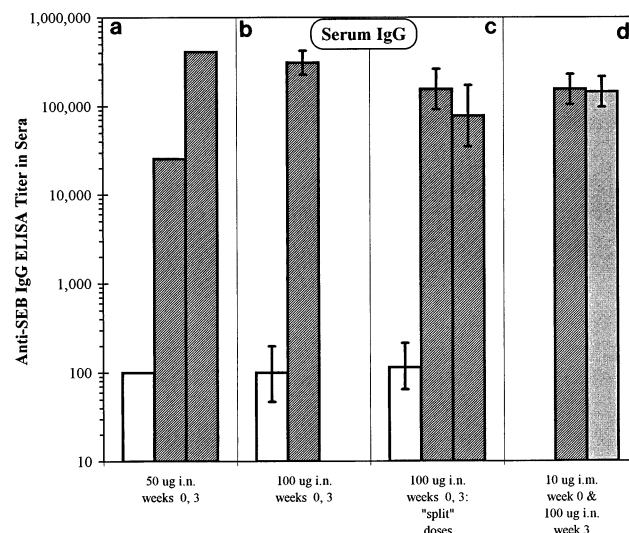 a
b
Serum IgG
c
d
Anti-SEB IgG ELISA Titer in Sera
1,000,000
100,000
10,000
1,000
100
10
50 ug i.n.
weeks 0, 3
100 ug i.n.
weeks 0, 3
100 ug i.n.
weeks 0, 3:
"split"
doses
10 ug i.m.
week 0 &
100 ug i.n.
week 3